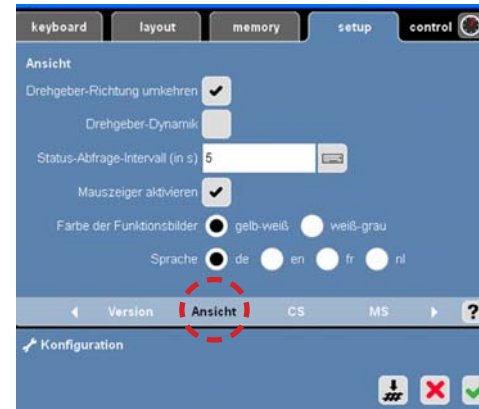 keyboard layout memory setup control
Ansicht
Drehgeber-Richtung umkehren
Drehgeber-Dynamik
Status-Abfrage-Intervall (in s) 5
Mauszeiger aktivieren
Farbe der Funktionsbilder gelb-weiß weiß-grau
Sprache de en fr nl
Version Ansicht CS MS ?
Konfiguration